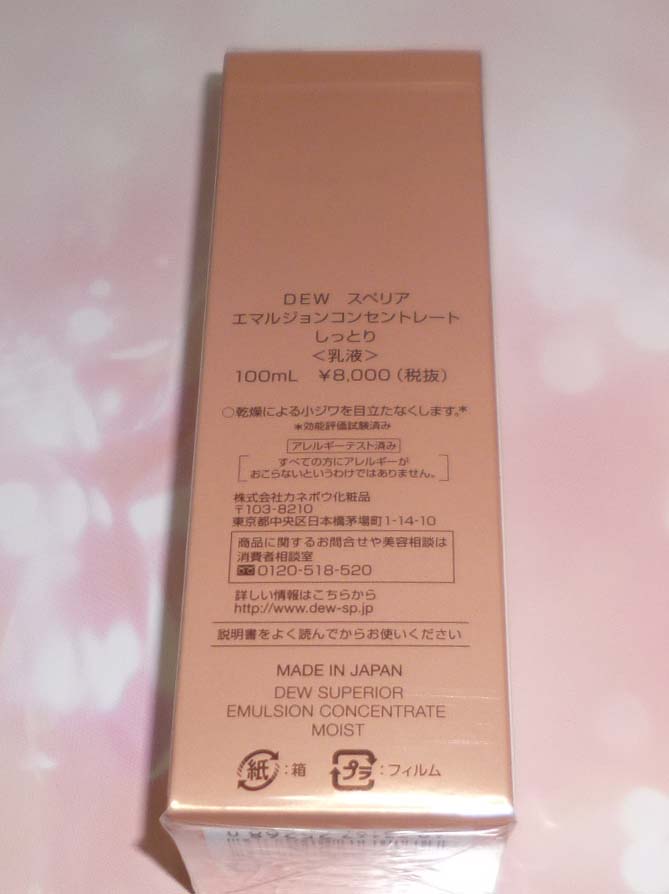 DEW スペリア
エマルジョンコンセントレート
しっとり
＜乳液＞
100mL ¥8,000（税抜）
○乾燥による小ジワを目立たなくします。*
*効能評価試験済み
アレルギーテスト済み
すべての方にアレルギーが
おこらないというわけではありません。
株式会社カネボウ化粧品
〒103-8210
東京都中央区日本橋茅場町1-14-10
商品に関するお問合せや美容相談は
消費者相談室
0120-518-520
詳しい情報はこちらから
http://www.dew-sp.jp
説明書をよく読んでからお使いください
MADE IN JAPAN
DEW SUPERIOR
EMULSION CONCENTRATE
MOIST
紙：箱 プラ：フィルム